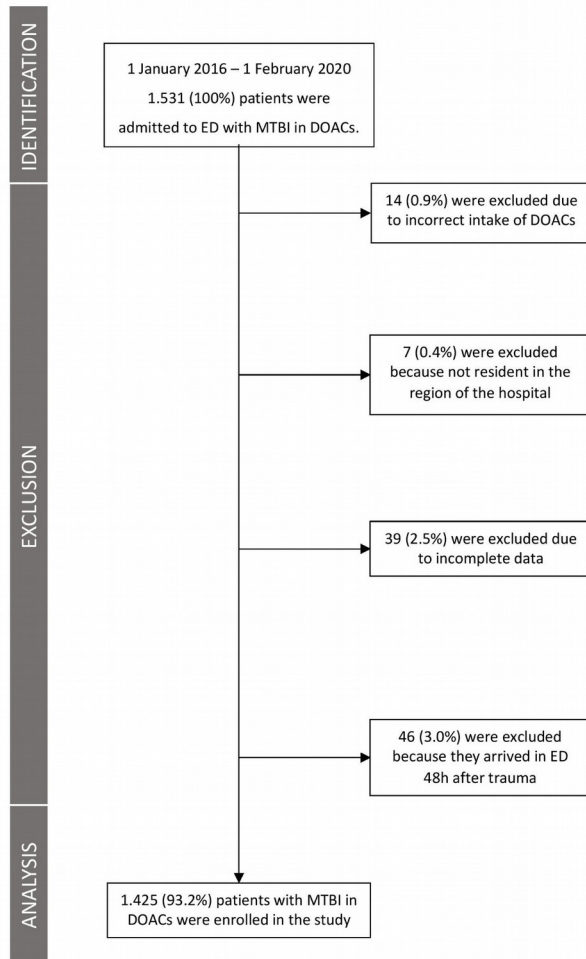 IDENTIFICATION
1 January 2016 – 1 February 2020
1.531 (100%) patients were
admitted to ED with MTBI in DOACs.
EXCLUSION
14 (0.9%) were excluded due
to incorrect intake of DOACs
7 (0.4%) were excluded
because not resident in the
region of the hospital
39 (2.5%) were excluded due
to incomplete data
46 (3.0%) were excluded
because they arrived in ED
48h after trauma
ANALYSIS
1.425 (93.2%) patients with MTBI in
DOACs were enrolled in the study